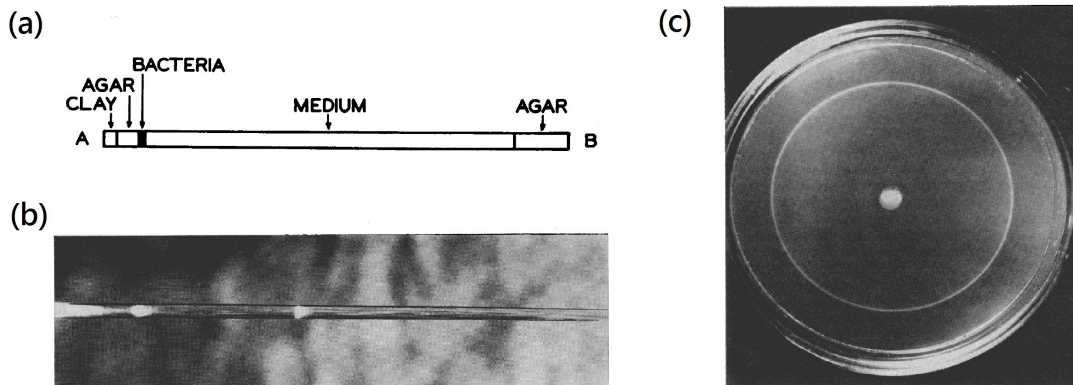 (a)
BACTERIA
AGAR
CLAY
MEDIUM
AGAR
A
B
(b)
(c)